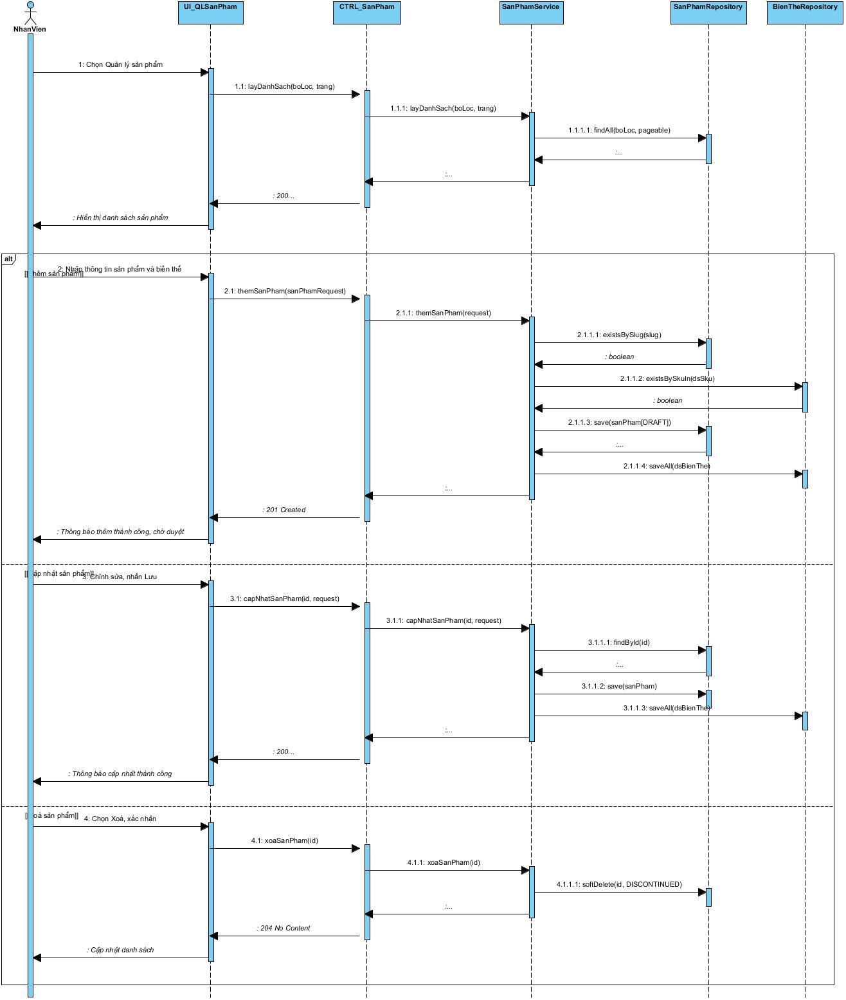 NhanVien
UI_QLSanPham
CTRL_SanPham
SanPhamService
SanPhamRepository
BienTheRepository
1: Chọn Quản lý sản phẩm
1.1: layDanhSach(boLoc, trang)
1.1.1: layDanhSach(boLoc, trang)
1.1.1.1: findAll(boLoc, pageable)
:...
:...
: 200...
: Hiển thị danh sách sản phẩm
alt
2: Nhập thông tin sản phẩm và biến thể
sản phẩm]]
2.1: themSanPham(sanPhamRequest)
2.1.1: themSanPham(request)
2.1.1.1: existsBySlug(slug)
: boolean
2.1.1.2: existsBySkuIn(dsSku)
: boolean
2.1.1.3: save(sanPham[DRAFT])
:...
2.1.1.4: saveAll(dsBienThe)
:...
: 201 Created
: Thông báo thêm thành công, chờ duyệt
nhật sản phẩm]]
3: Chỉnh sửa, nhấn Lưu
3.1: capNhatSanPham(id, request)
3.1.1: capNhatSanPham(id, request)
3.1.1.1: findById(id)
:...
3.1.1.2: save(sanPham)
3.1.1.3: saveAll(dsBienThe)
:...
: 200...
: Thông báo cập nhật thành công
sản phẩm]]
4: Chọn Xoá, xác nhận
4.1: xoaSanPham(id)
4.1.1: xoaSanPham(id)
4.1.1.1: softDelete(id, DISCONTINUED)
:...
: 204 No Content
: Cập nhật danh sách